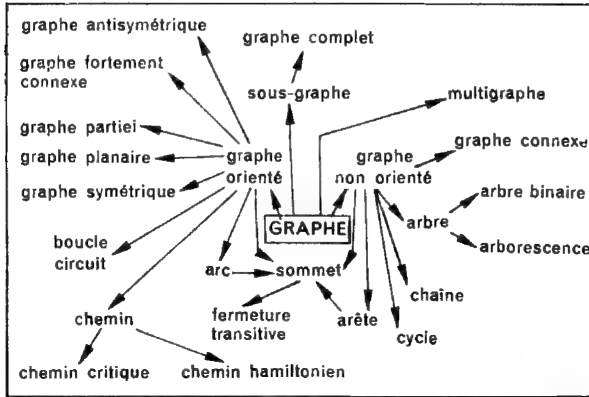 graphe antisymétrique
graphe complet
graphe fortement
connexe
sous-graphe
multigraphe
graphe partiei
graphe planaire
graphe symétrique
graphe
orienté
graphe
non orienté
graphe connexe
arbre binaire
arbre
arborescence
GRAPHE
boucle
circuit
arc
sommet
chaîne
chemin
fermeture
transitive
arête
cycle
chemin critique
chemin hamiltonien